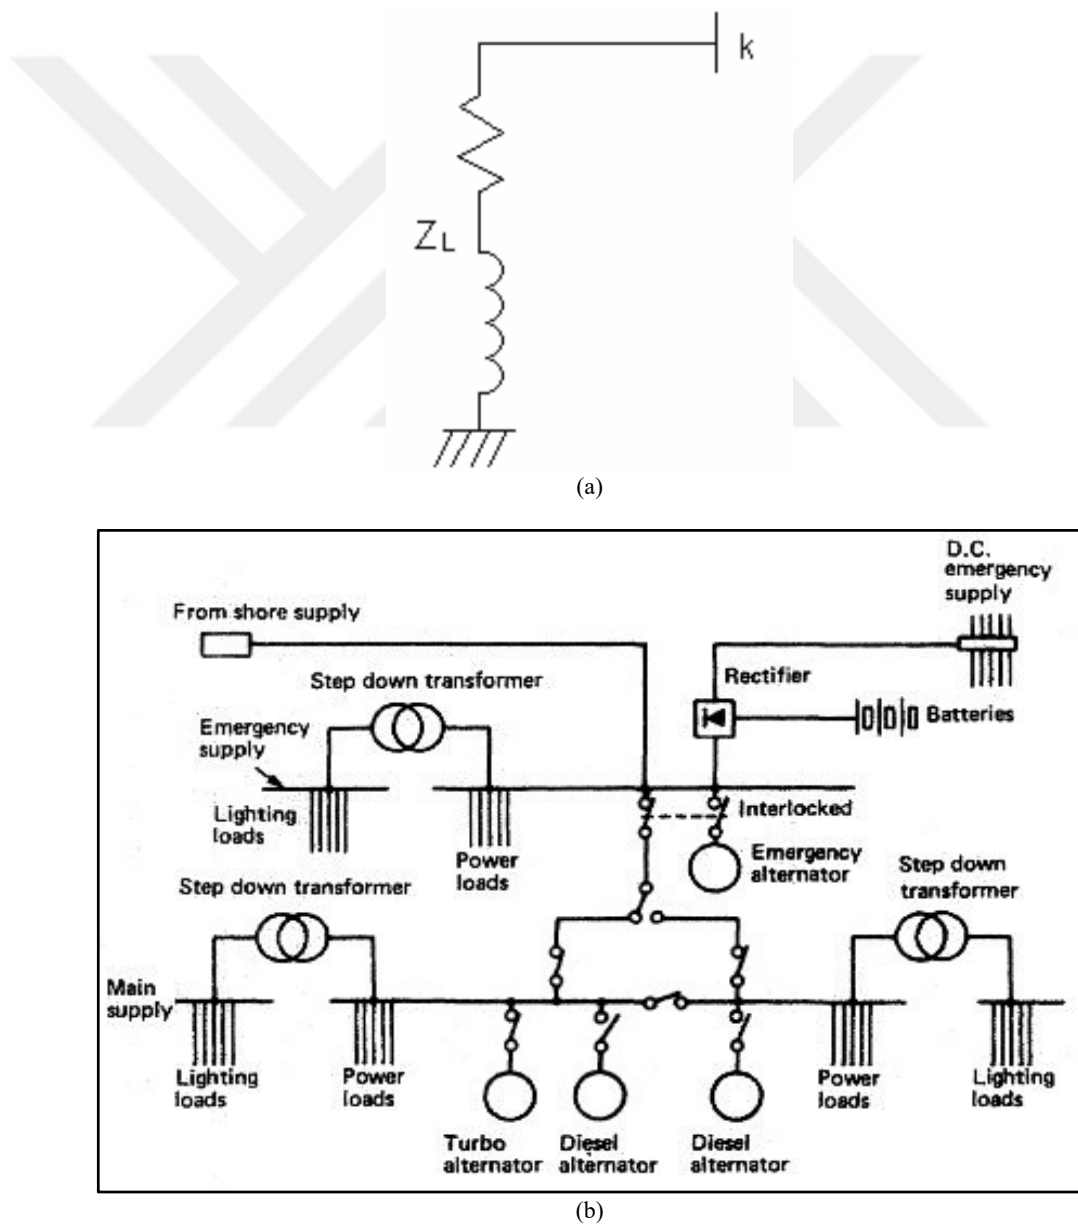 k
ZL
(a)
D.C.
emergency
supply
From shore supply
Rectifier
Step down transformer
Batteries
Emergency
supply
Lighting
loads
Interlocked
Power
loads
Emergency
alternator
Step down
transformer
Step down transformer
Main
supply
Lighting
loads
Power
loads
Power
loads
Lighting
loads
Turbo
alternator
Diesel
alternator
Diesel
alternator
(b)